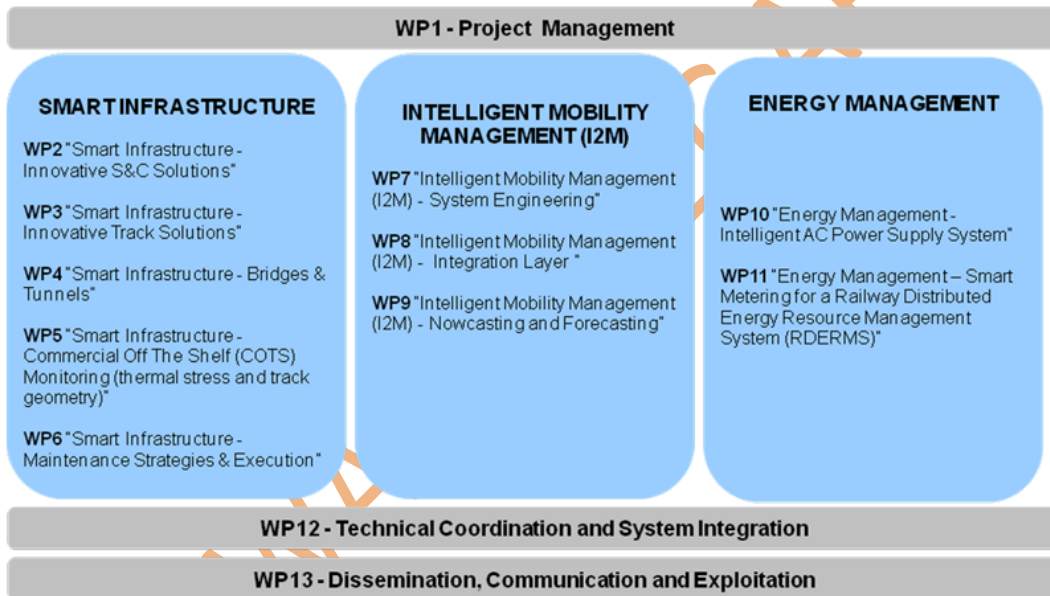 WP1 - Project Management
SMART INFRASTRUCTURE
WP2 "Smart Infrastructure -
Innovative S&C Solutions"
WP3 "Smart Infrastructure -
Innovative Track Solutions"
WP4 "Smart Infrastructure - Bridges &
Tunnels"
WP5 "Smart Infrastructure -
Commercial Off The Shelf (COTS)
Monitoring (thermal stress and track
geometry)"
WP6 "Smart Infrastructure -
Maintenance Strategies & Execution"
INTELLIGENT MOBILITY
MANAGEMENT (I2M)
WP7 "Intelligent Mobility Management
(I2M) - System Engineering"
WP8 "Intelligent Mobility Management
(I2M) - Integration Layer "
WP9 "Intelligent Mobility Management
(I2M) - Nowcasting and Forecasting"
ENERGY MANAGEMENT
WP10 "Energy Management -
Intelligent AC Power Supply System"
WP11 "Energy Management – Smart
Metering for a Railway Distributed
Energy Resource Management
System (RDERMS)"
WP12 - Technical Coordination and System Integration
WP13 - Dissemination, Communication and Exploitation